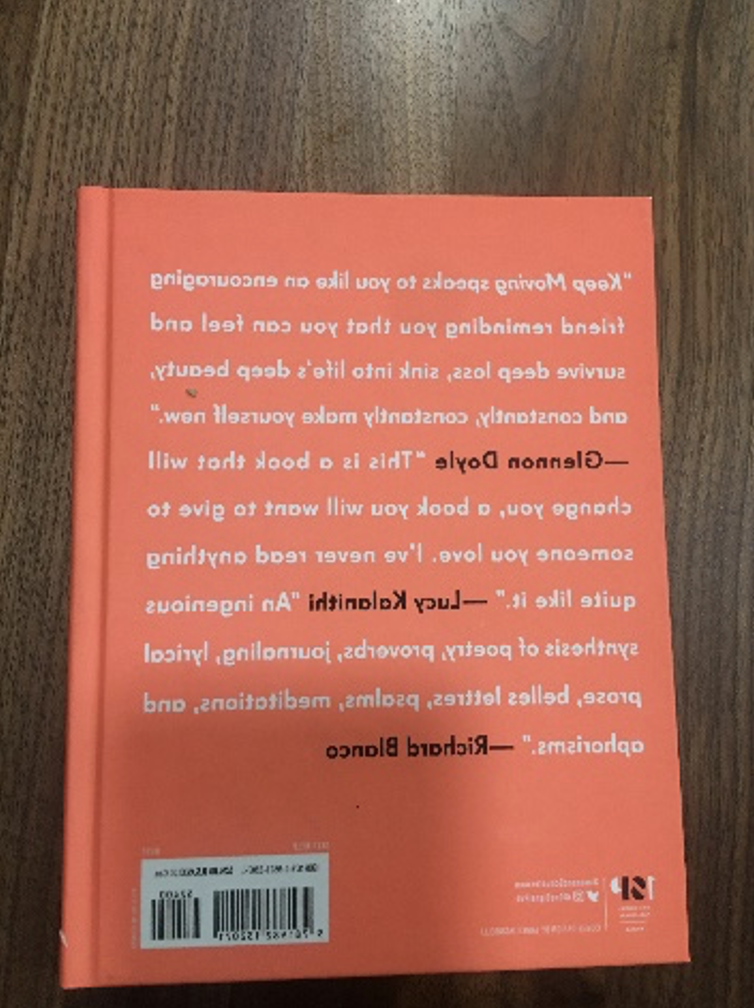 "Keep Moving speaks to you like an encouraging
friend reminding you that you can feel and
survive deep loss, sink into life's deep beauty,
and constantly, constantly make yourself new."
—Glennon Doyle "This is a book that will
change you, a book you will want to give to
someone you love. I've never read anything
quite like it." —Lucy Kalanithi "An ingenious
synthesis of poetry, proverbs, journaling, lyrical
prose, belles lettres, psalms, meditations, and
aphorisms." —Richard Blanco